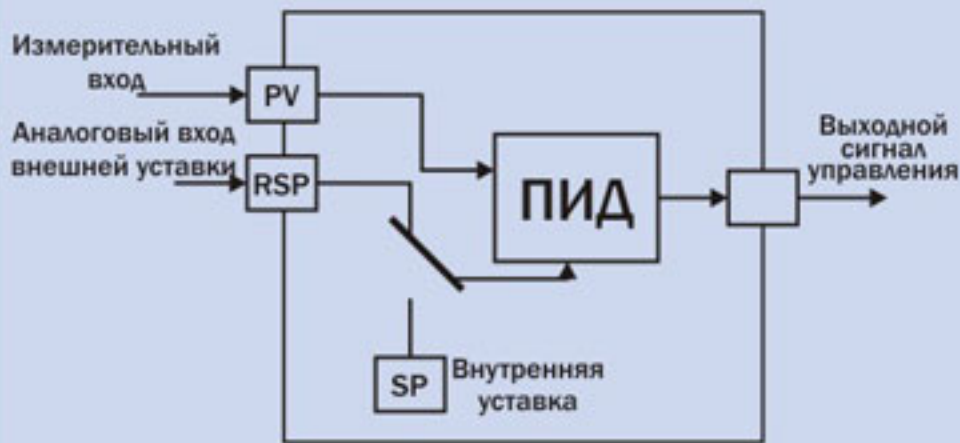 Измерительный
вход
PV
Аналоговый вход
внешней уставки
RSP
ПИД
Выходной
сигнал
управления
SP
Внутренняя
уставка